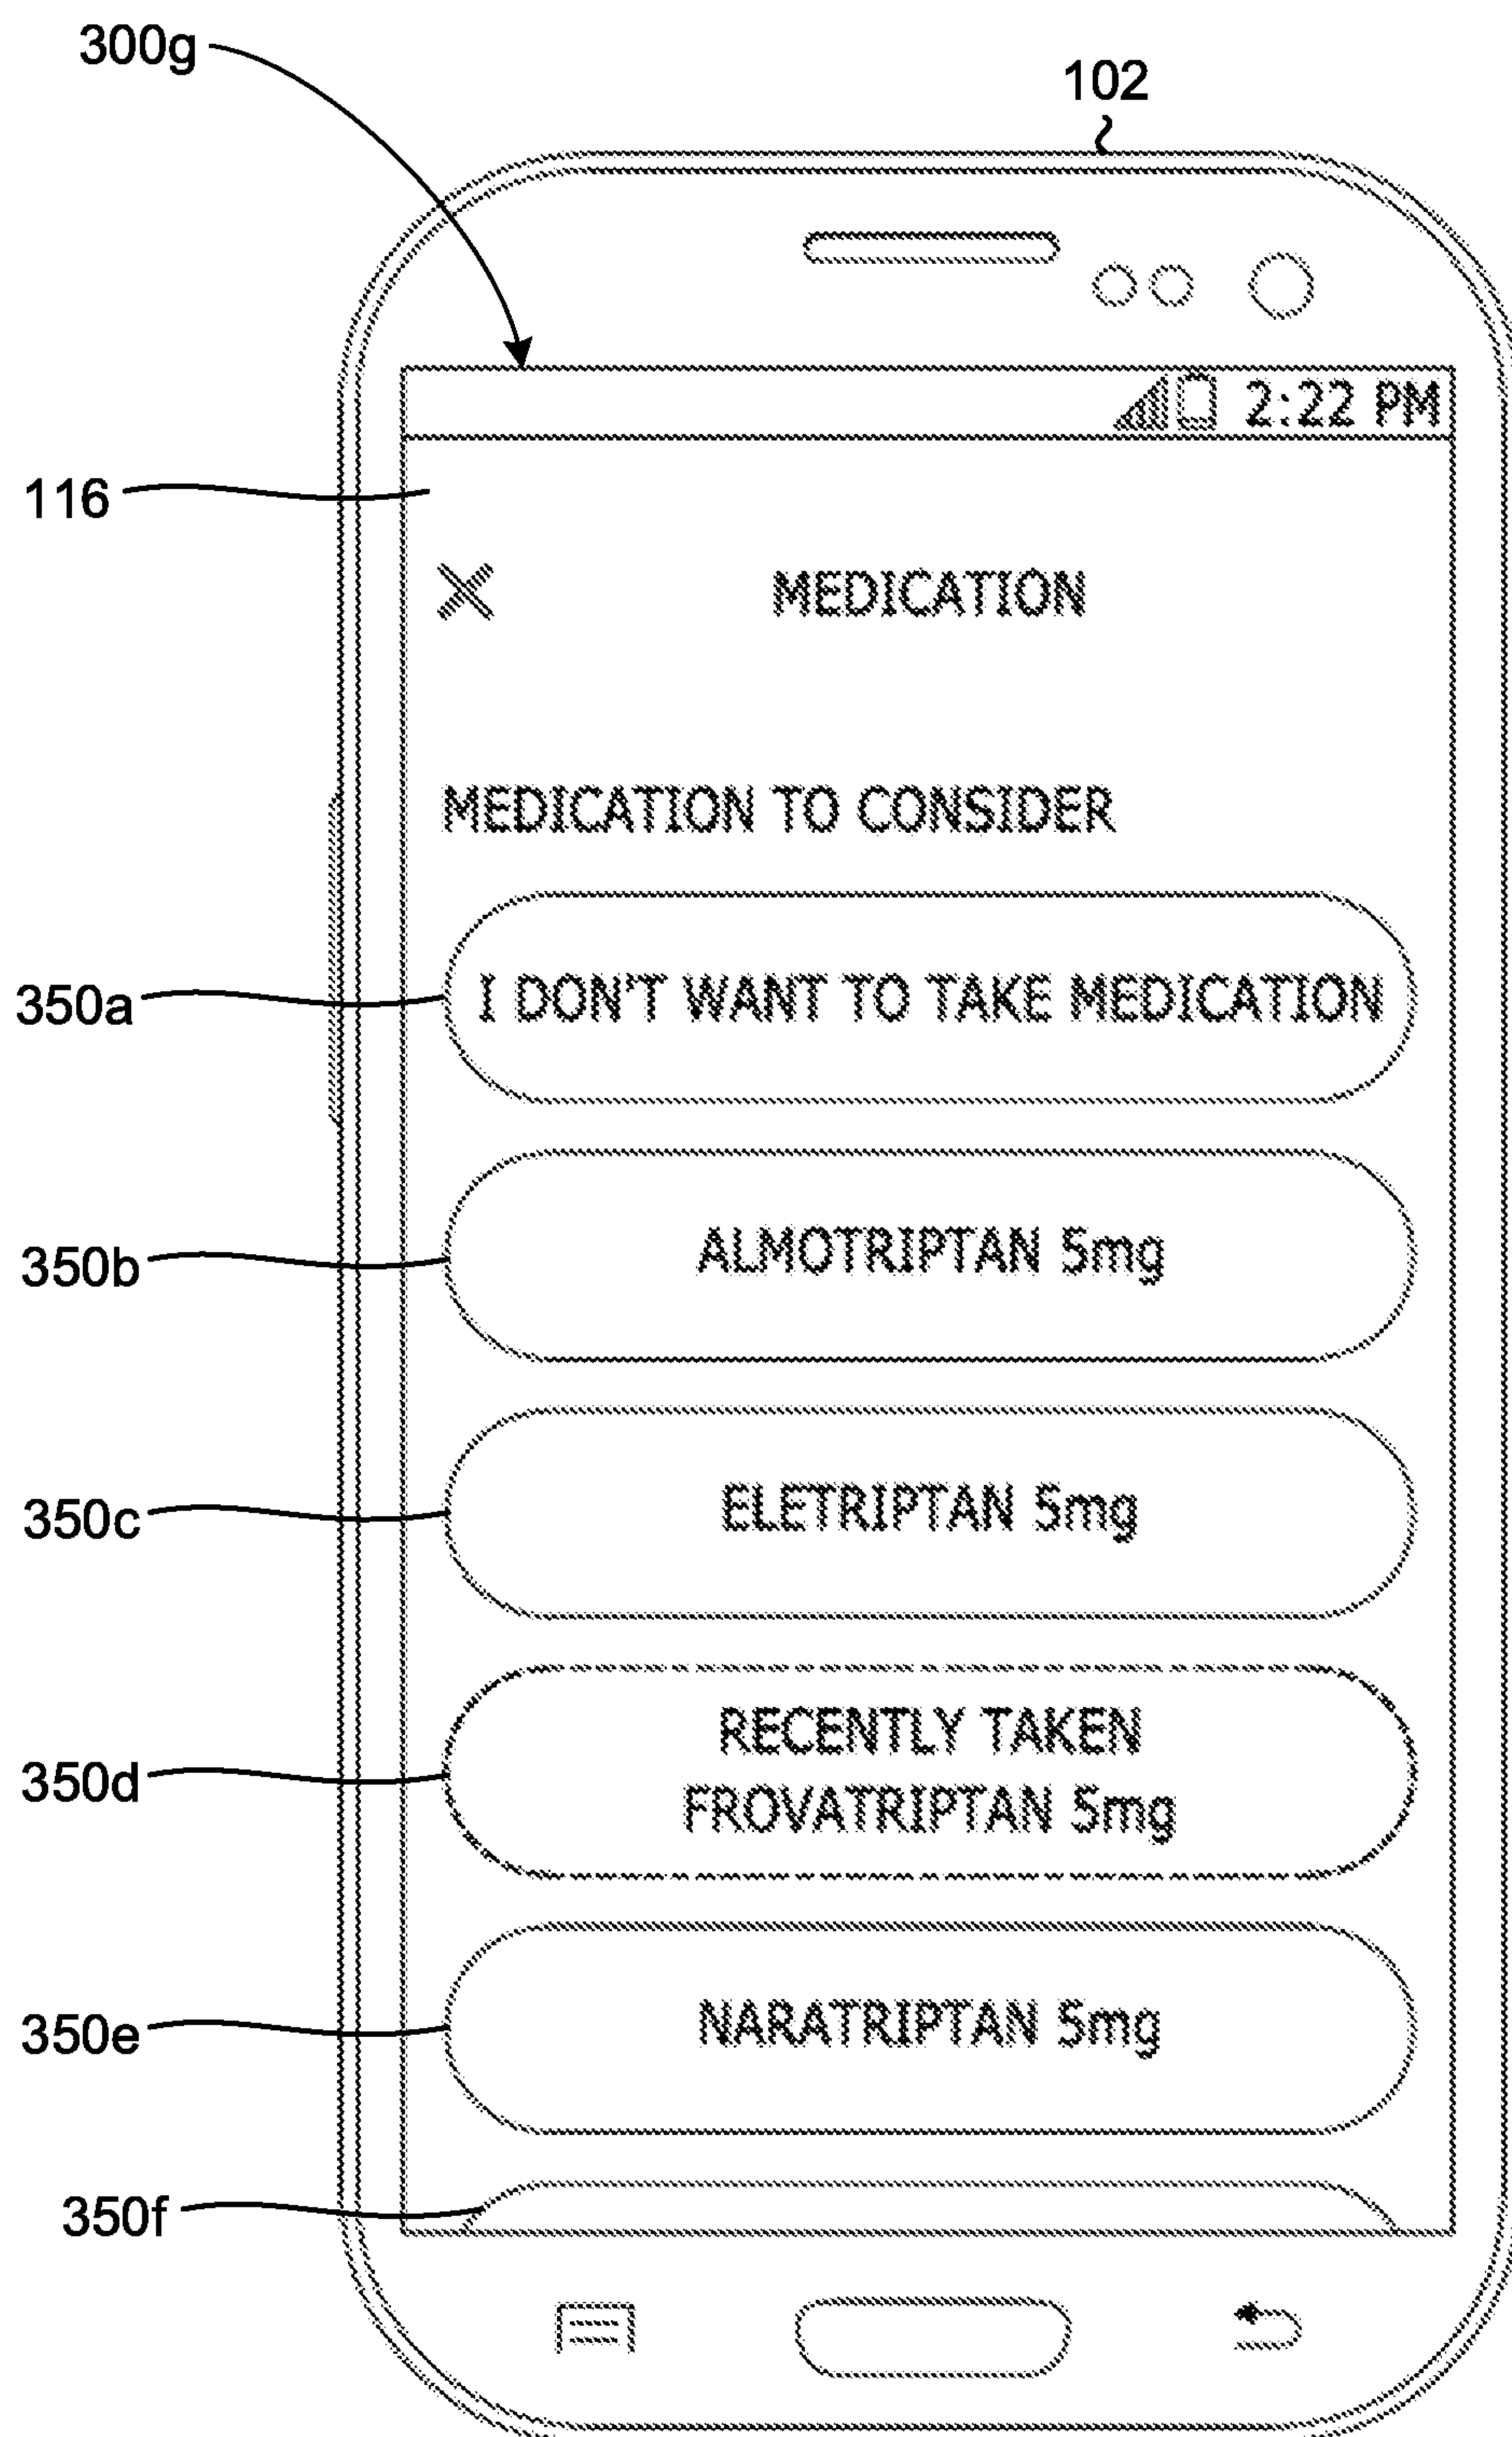 300g
102
2:22 PM
116
MEDICATION
MEDICATION TO CONSIDER
350a
I DON'T WANT TO TAKE MEDICATION
350b
ALMOTRIPTAN 5mg
350c
ELETRIPTAN 5mg
350d
RECENTLY TAKEN
FROVATRIPTAN 5mg
350e
NARATRIPTAN 5mg
350f